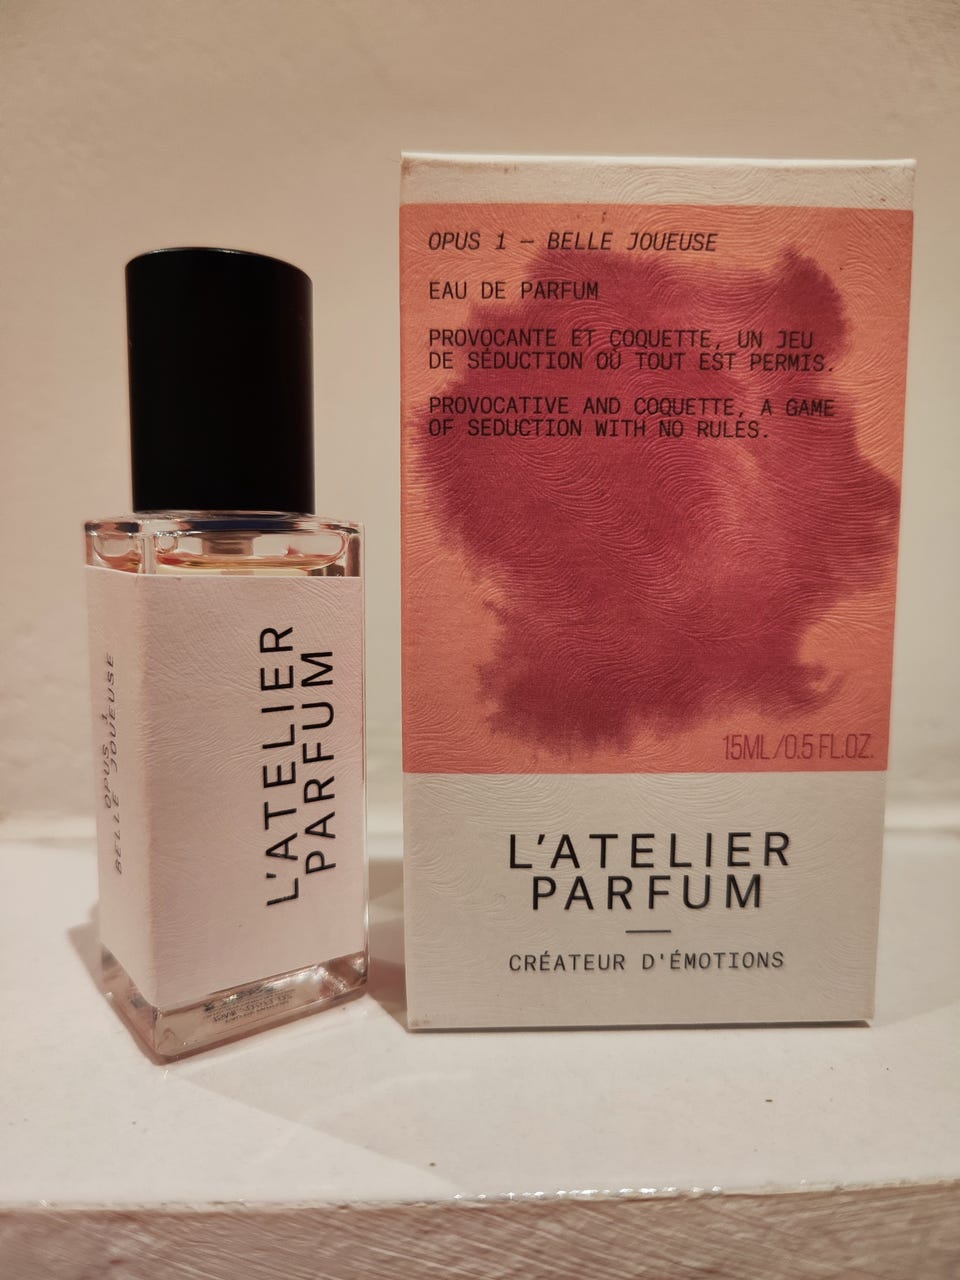 L'ATELIER
PARFUM
OPUS 1
BELLE JOUEUSE
OPUS 1 — BELLE JOUEUSE
EAU DE PARFUM
PROVOCANTE ET COQUETTE, UN JEU
DE SÉDUCTION OÙ TOUT EST PERMIS.
PROVOCATIVE AND COQUETTE, A GAME
OF SEDUCTION WITH NO RULES.
15ML/0.5 FL.OZ.
L'ATELIER
PARFUM
CRÉATEUR D'ÉMOTIONS